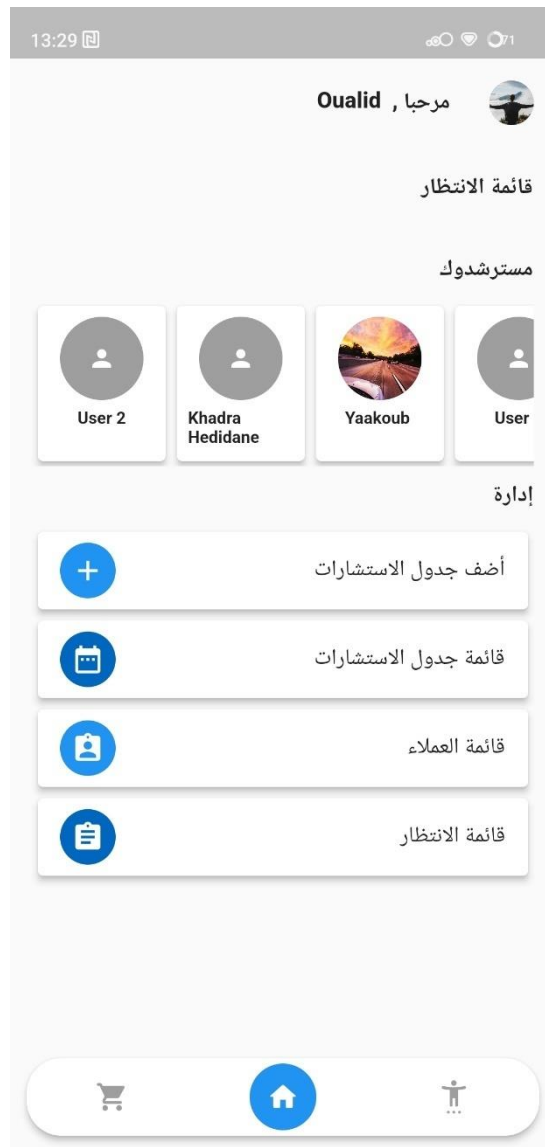 13:29
71
مرحبا , Oualid
قائمة الانتظار
مسترشدوك
User
Yaakoub
Khadra
Hedidane
User 2
إدارة
أضف جدول الاستشارات
قائمة جدول الاستشارات
قائمة العملاء
قائمة الانتظار